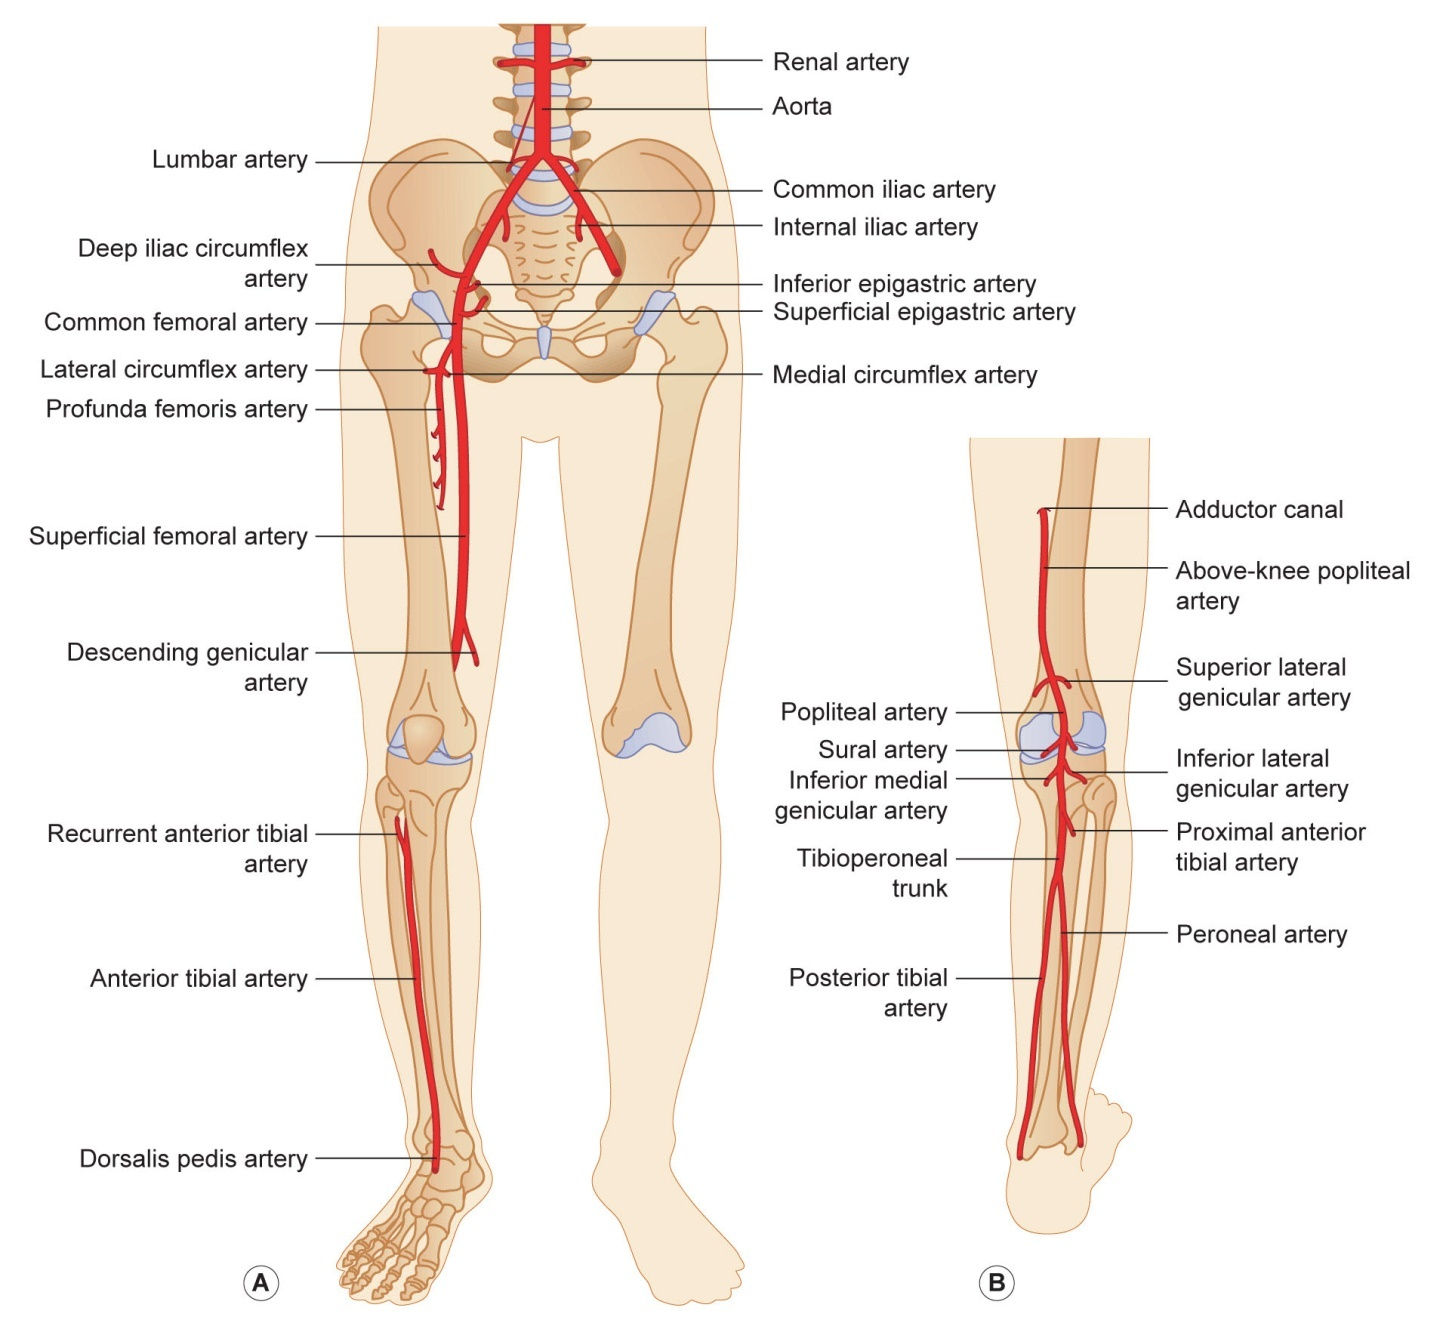 Renal artery
Aorta
Lumbar artery
Common iliac artery
Internal iliac artery
Deep iliac circumflex
artery
Inferior epigastric artery
Superficial epigastric artery
Common femoral artery
Lateral circumflex artery
Medial circumflex artery
Profunda femoris artery
Superficial femoral artery
Descending genicular
artery
Recurrent anterior tibial
artery
Anterior tibial artery
Dorsalis pedis artery
A
Adductor canal
Above-knee popliteal
artery
Superior lateral
genicular artery
Popliteal artery
Sural artery
Inferior medial
genicular artery
Inferior lateral
genicular artery
Proximal anterior
tibial artery
Tibioperoneal
trunk
Peroneal artery
Posterior tibial
artery
B